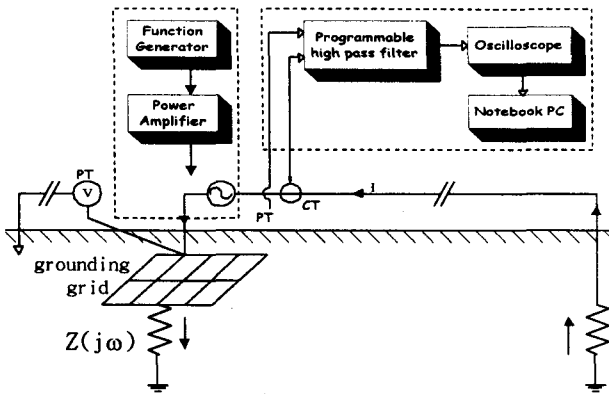 Function
Generator
Power
Amplifier
Programmable
high pass filter
Oscilloscope
Notebook PC
PT
V
PT
CT
I
grounding
grid
Z(jω)